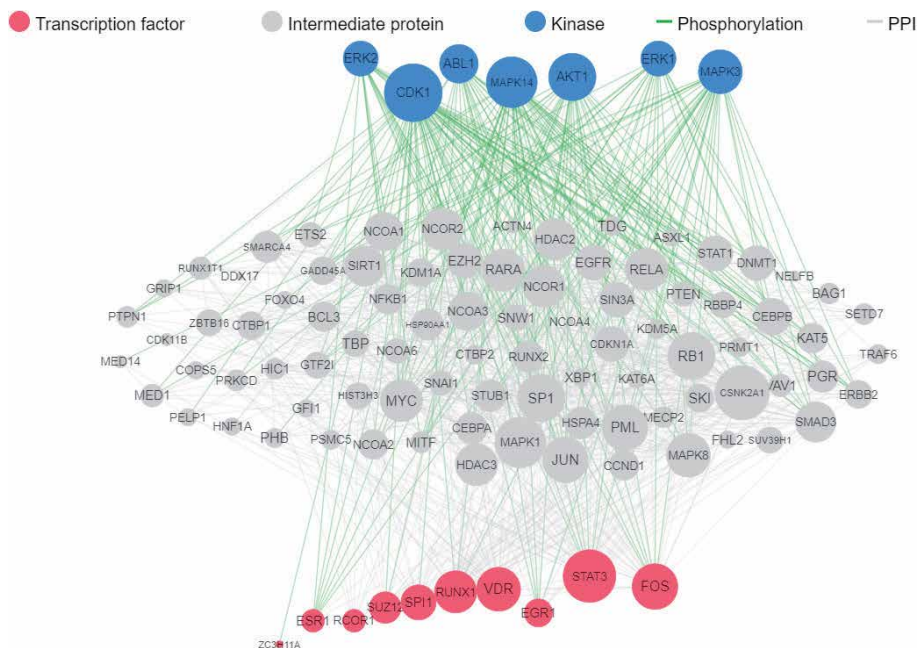 Transcription factor
Intermediate protein
Kinase
Phosphorylation
PPI
ERK2
CDK1
ABL1
MAPK14
AKT1
ERK1
MAPK3
NCOA1
NCOR2
ACTN4
HDAC2
TDG
ASXL1
STAT1
ETS2
SMARCA4
RUNX1T1
DDX17
GADD45A
SIRT1
KDM1A
EZH2
RARA
NCOR1
EGFR
RELA
DNMT1
NELFB
BAG1
GRIP1
PTPN1
FOXO4
NFKB1
NCOA3
SNW1
NCOA4
SIN3A
PTEN
RBBP4
CEBPB
SETD7
ZBTB16
CTBP1
BCL3
HSP90AA1
KDM5A
CDKN1A
KAT5
CDK11B
TBP
NCOA6
CTBP2
RUNX2
RB1
PRMT1
TRAF6
MED14
COPS5
HIC1
GTF2I
PRKCD
XBP1
KAT6A
PGR
VAV1
ERBB2
MED1
HIST3H3
MYC
SNAI1
STUB1
SP1
SKI
CSNK2A1
PELP1
GFI1
HNF1A
CEBPA
HSPA4
PML
MECP2
SMAD3
PHB
PSMC5
NCOA2
MITF
MAPK1
FHL2
SUV39H1
HDAC3
JUN
CCND1
MAPK8
STAT3
FOS
VDR
RUNX1
SPI1
SUZ12
EGR1
RCOR1
ESR1
ZC3H11A